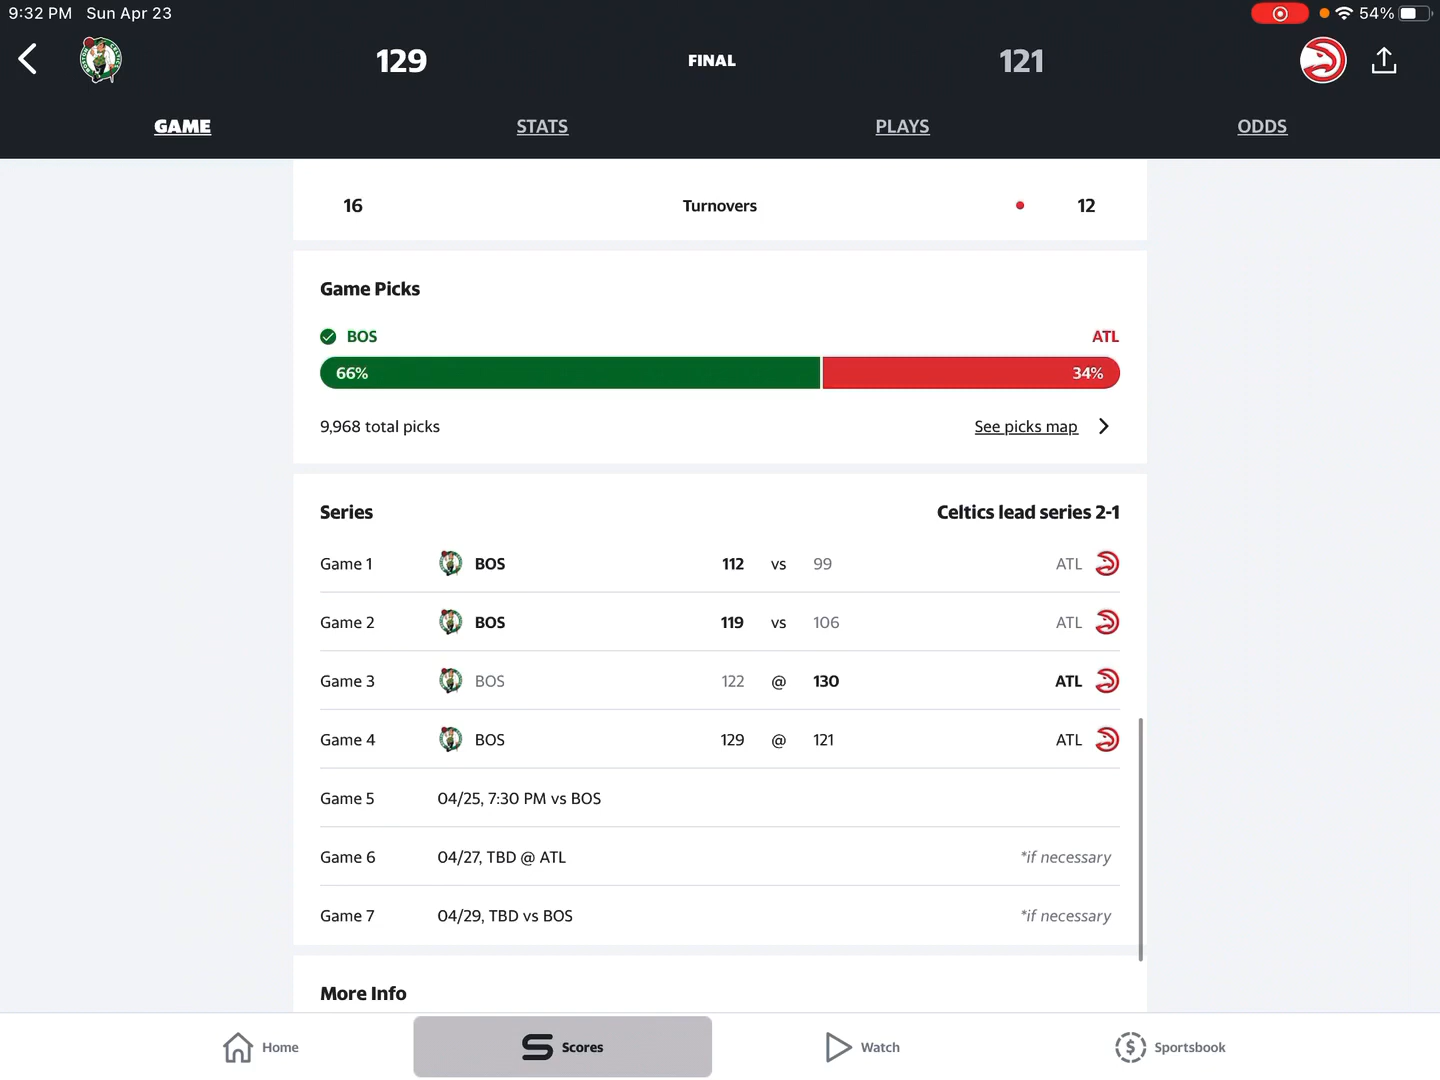 9:32 PM Sun Apr 23 54%
129 FINAL 121
GAME STATS PLAYS ODDS
16 Turnovers 12
Game Picks
BOS ATL
66% 34%
9,968 total picks See picks map
Series Celtics lead series 2-1
Game 1 BOS 112 vs 99 ATL
Game 2 BOS 119 vs 106 ATL
Game 3 BOS 122 @ 130 ATL
Game 4 BOS 129 @ 121 ATL
Game 5 04/25, 7:30 PM vs BOS
Game 6 04/27, TBD @ ATL *if necessary
Game 7 04/29, TBD vs BOS *if necessary
More Info
Home Scores Watch Sportsbook